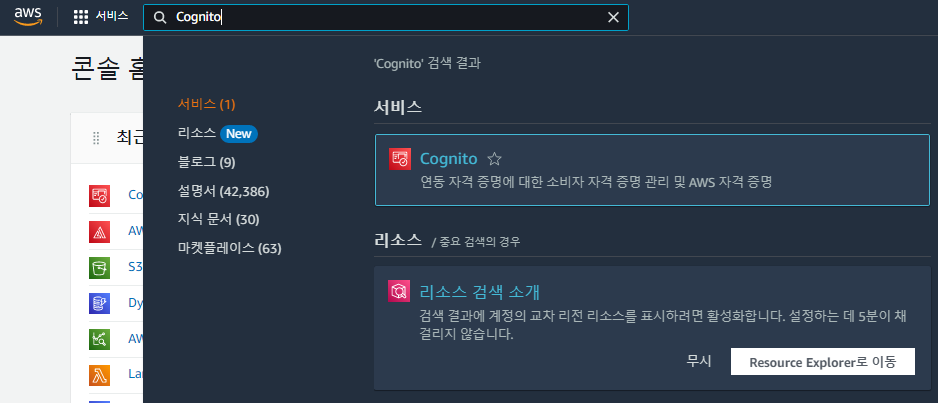 aws
서비스
Cognito
콘솔 홈
'Cognito' 검색 결과
서비스 (1)
리소스 New
블로그 (9)
설명서 (42,386)
지식 문서 (30)
마켓플레이스 (63)
서비스
Cognito
연동 자격 증명에 대한 소비자 자격 증명 관리 및 AWS 자격 증명
리소스 / 중요 검색의 경우
리소스 검색 소개
검색 결과에 계정의 교차 리전 리소스를 표시하려면 활성화합니다. 설정하는 데 5분이 채
걸리지 않습니다.
무시
Resource Explorer로 이동
최근
Co
AW
S3
Dy
AW
Lar